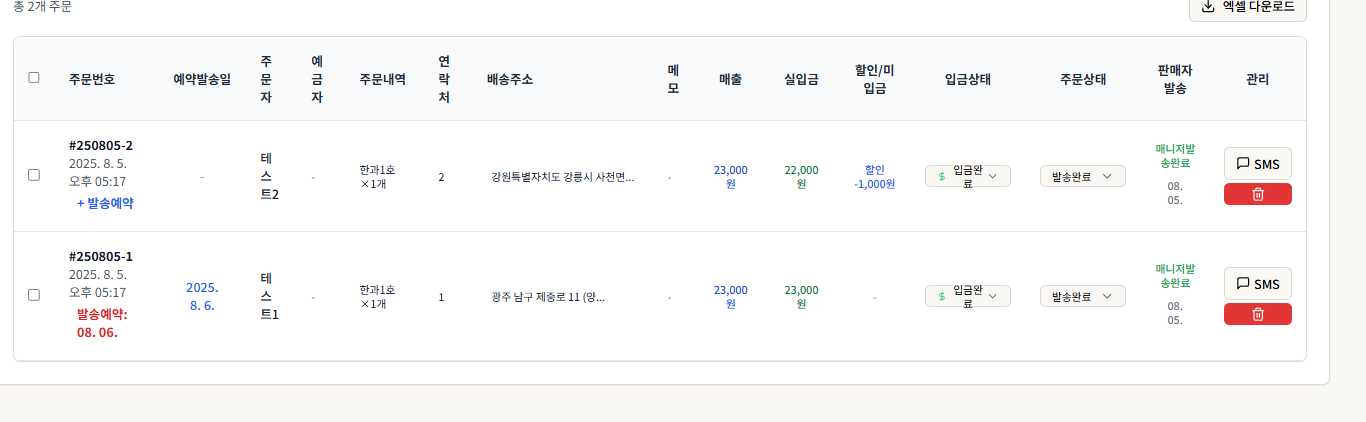 총 2개 주문
엑셀 다운로드
주문번호
예약발송일
주
문
자
예
금
자
주문내역
연
락
처
배송주소
메
모
매출
실입금
할인/미
입금
입금상태
주문상태
판매자
발송
관리
#250805-2
2025. 8. 5.
오후 05:17
+ 발송예약
-
테
스
트2
-
한과1호
×1개
2
강원특별자치도 강릉시 사천면...
-
23,000
원
22,000
원
할인
-1,000원
$ 입금완
료
발송완료
매니저발
송완료
08.
05.
SMS
#250805-1
2025. 8. 5.
오후 05:17
발송예약:
08. 06.
2025.
8. 6.
테
스
트1
-
한과1호
×1개
1
광주 남구 제중로 11 (양...
-
23,000
원
23,000
원
-
$ 입금완
료
발송완료
매니저발
송완료
08.
05.
SMS